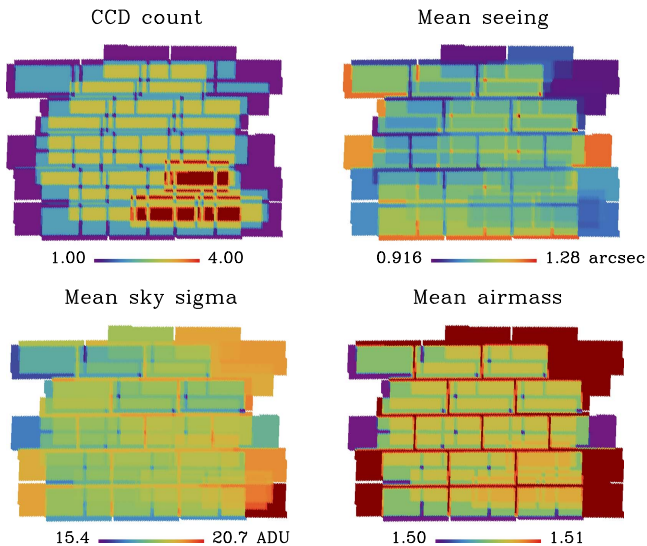 CCD count
Mean seeing
1.00 4.00
0.916 1.28 arcsec
Mean sky sigma
Mean airmass
15.4 20.7 ADU
1.50 1.51